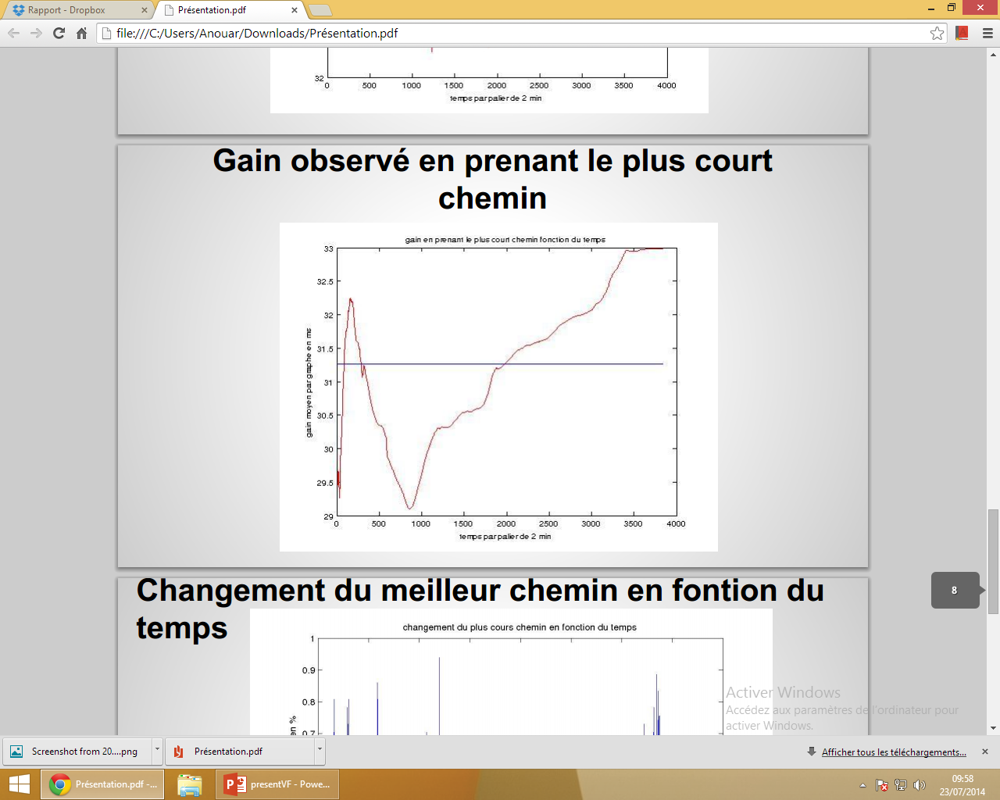 Rapport - Dropbox
Présentation.pdf
file:///C:/Users/Anouar/Downloads/Présentation.pdf
32
0 500 1000 1500 2000 2500 3000 3500 4000
temps par palier de 2 min
Gain observé en prenant le plus court
chemin
gain en prenant le plus court chemin fonction du temps
33
32.5
32
31.5
31
30.5
30
29.5
29
gain moyen par graphe en ms
0 500 1000 1500 2000 2500 3000 3500 4000
temps par palier de 2 min
8
Changement du meilleur chemin en fontion du
temps
changement du plus cours chemin en fonction du temps
1
0.9
0.8
0.7
en %
Activer Windows
Accédez aux paramètres de l'ordinateur pour
activer Windows.
Screenshot from 20....png
Présentation.pdf
Afficher tous les téléchargements...
Présentation.pdf -...
presentVF - Powe...
09:58
23/07/2014